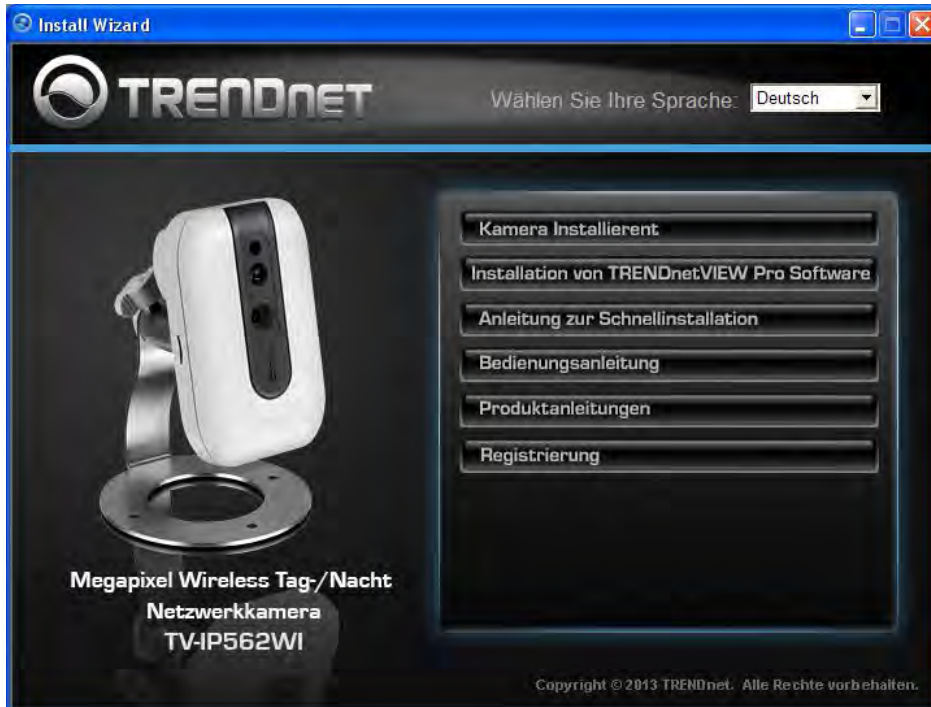 Install Wizard
TRENDNET
Wählen Sie Ihre Sprache: Deutsch
Kamera Installierent
Installation von TRENDnetVIEW Pro Software
Anleitung zur Schnellinstallation
Bedienungsanleitung
Produktanleitungen
Registrierung
Megapixel Wireless Tag-/Nacht
Netzwerkkamera
TV-IP562WI
Copyright © 2013 TRENDnet. Alle Rechte vorbehalten.